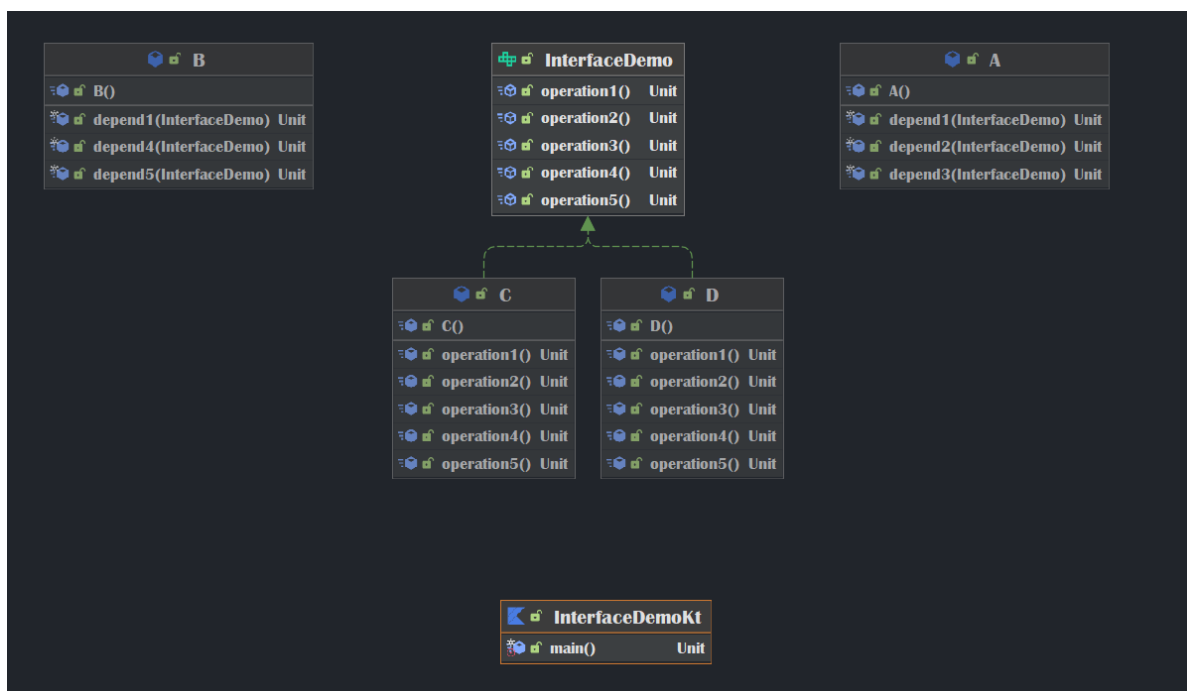 B
B()
depend1(InterfaceDemo) Unit
depend4(InterfaceDemo) Unit
depend5(InterfaceDemo) Unit
InterfaceDemo
operation1() Unit
operation2() Unit
operation3() Unit
operation4() Unit
operation5() Unit
A
A()
depend1(InterfaceDemo) Unit
depend2(InterfaceDemo) Unit
depend3(InterfaceDemo) Unit
C
C()
operation1() Unit
operation2() Unit
operation3() Unit
operation4() Unit
operation5() Unit
D
D()
operation1() Unit
operation2() Unit
operation3() Unit
operation4() Unit
operation5() Unit
InterfaceDemoKt
main() Unit